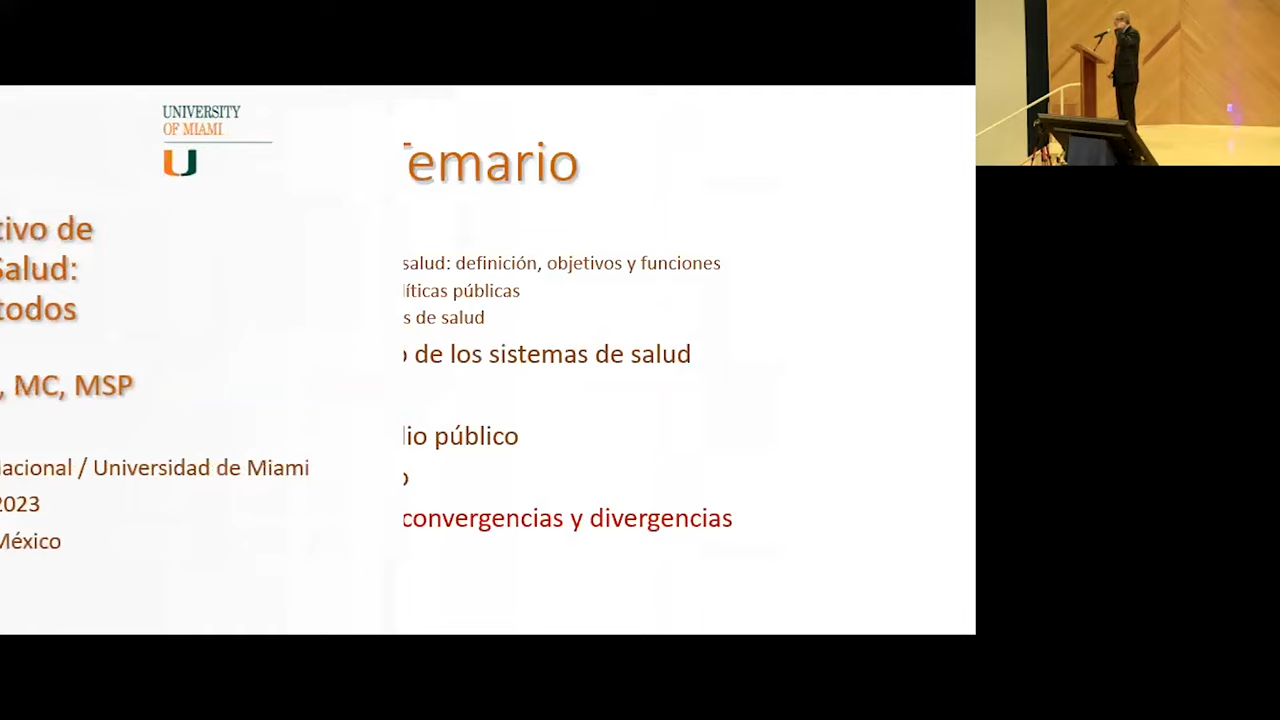 UNIVERSITY
OF MIAMI
U
tivo de
Salud:
todos
, MC, MSP
nacional / Universidad de Miami
2023
México
Temario
salud: definición, objetivos y funciones
líticas públicas
s de salud
o de los sistemas de salud
lio público
o
convergencias y divergencias